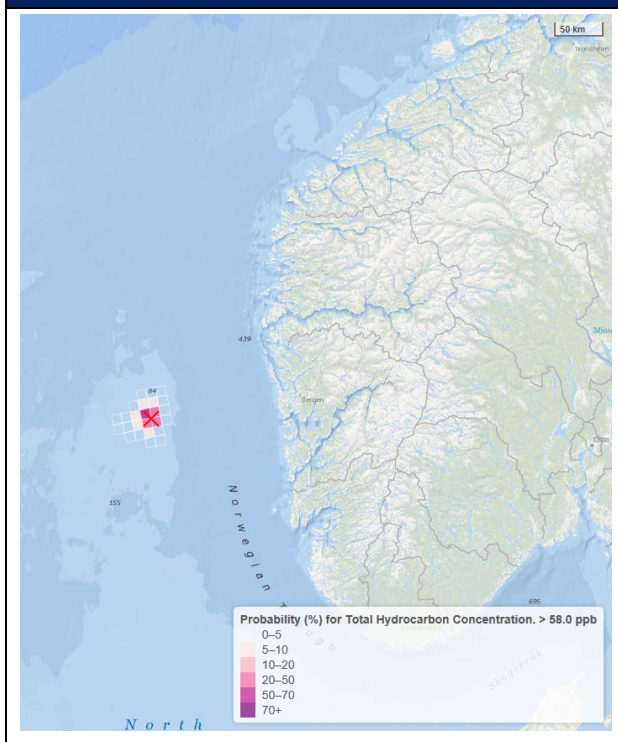 50 km
Trondheim
439
Mjøsa
84
Bergen
Oslo
155
Norwegian Trough
695
Probability (%) for Total Hydrocarbon Concentration. > 58.0 ppb
0–5
5–10
10–20
20–50
50–70
70+
Skagerrak
North